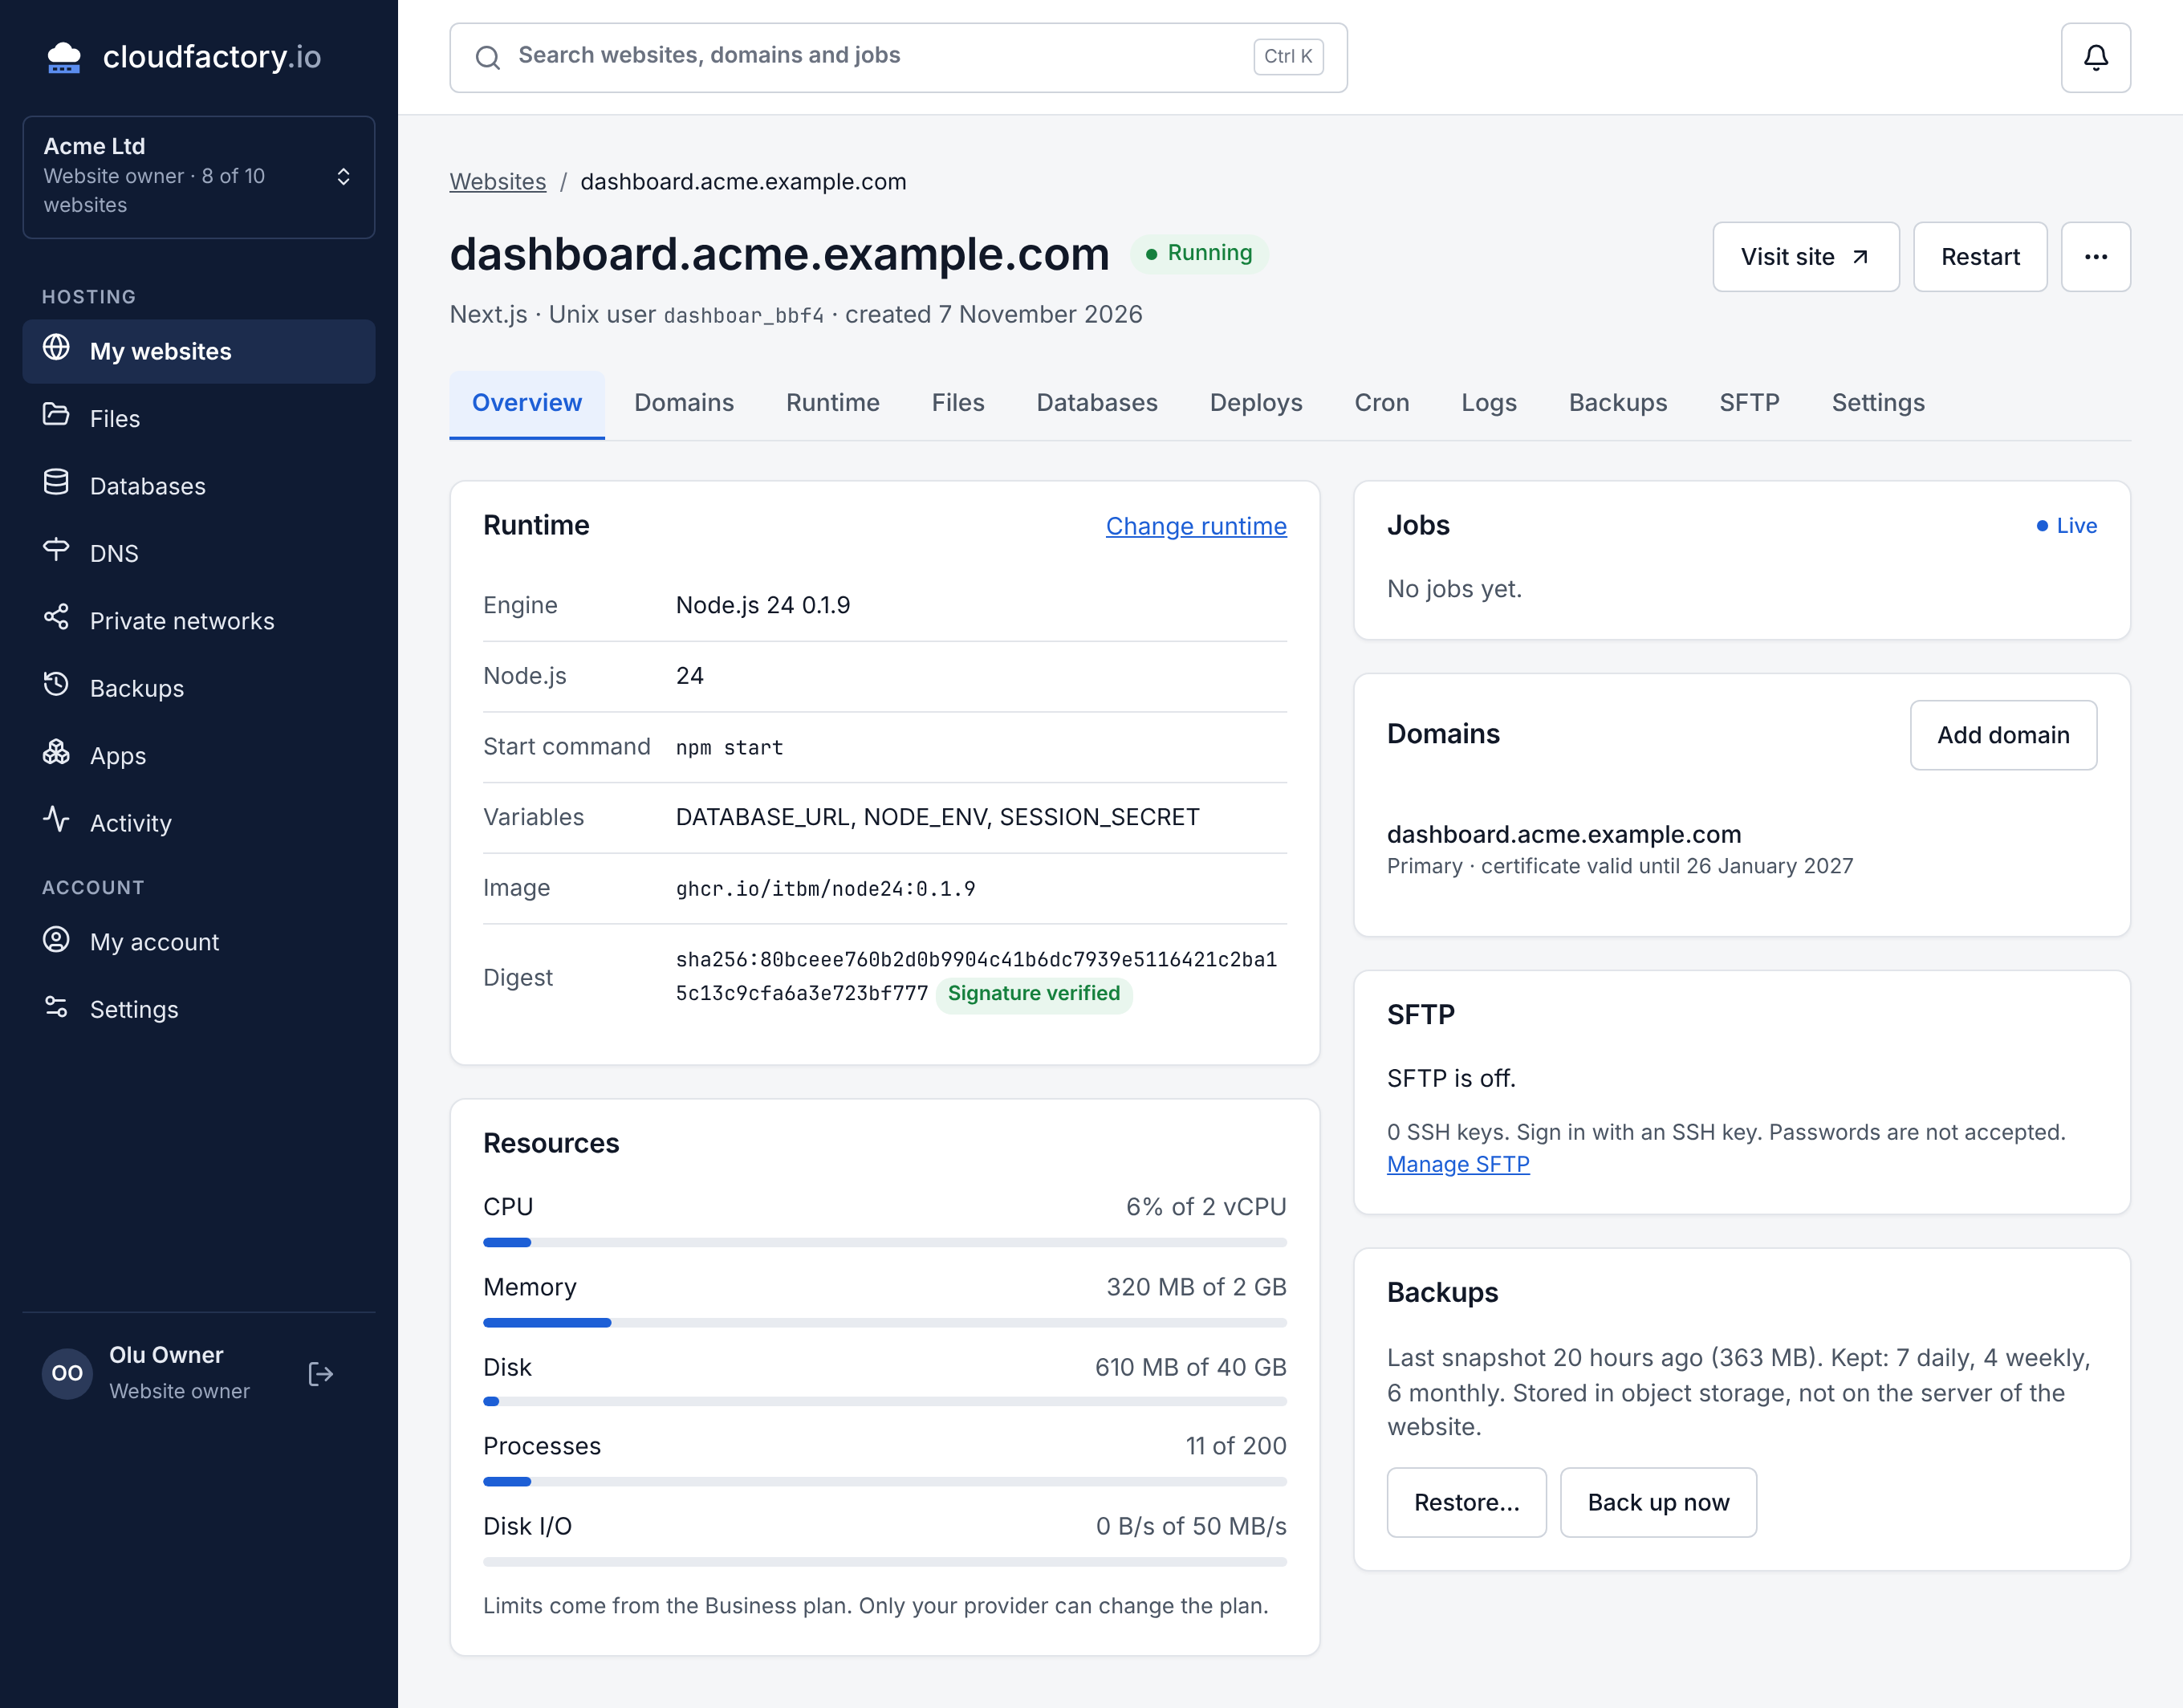 cloudfactory.io
Acme Ltd
Website owner · 8 of 10
websites
HOSTING
My websites
Files
Databases
DNS
Private networks
Backups
Apps
Activity
ACCOUNT
My account
Settings
OO
Olu Owner
Website owner
Search websites, domains and jobs
Ctrl K
Websites / dashboard.acme.example.com
dashboard.acme.example.com
Running
Visit site
Restart
Next.js · Unix user dashboar_bbf4 · created 7 November 2026
Overview
Domains
Runtime
Files
Databases
Deploys
Cron
Logs
Backups
SFTP
Settings
Runtime
Change runtime
Engine Node.js 24 0.1.9
Node.js 24
Start command npm start
Variables DATABASE_URL, NODE_ENV, SESSION_SECRET
Image ghcr.io/itbm/node24:0.1.9
Digest sha256:80bceee760b2d0b9904c41b6dc7939e5116421c2ba1
5c13c9cfa6a3e723bf777 Signature verified
Resources
CPU 6% of 2 vCPU
Memory 320 MB of 2 GB
Disk 610 MB of 40 GB
Processes 11 of 200
Disk I/O 0 B/s of 50 MB/s
Limits come from the Business plan. Only your provider can change the plan.
Jobs
Live
No jobs yet.
Domains
Add domain
dashboard.acme.example.com
Primary · certificate valid until 26 January 2027
SFTP
SFTP is off.
0 SSH keys. Sign in with an SSH key. Passwords are not accepted.
Manage SFTP
Backups
Last snapshot 20 hours ago (363 MB). Kept: 7 daily, 4 weekly,
6 monthly. Stored in object storage, not on the server of the
website.
Restore...
Back up now